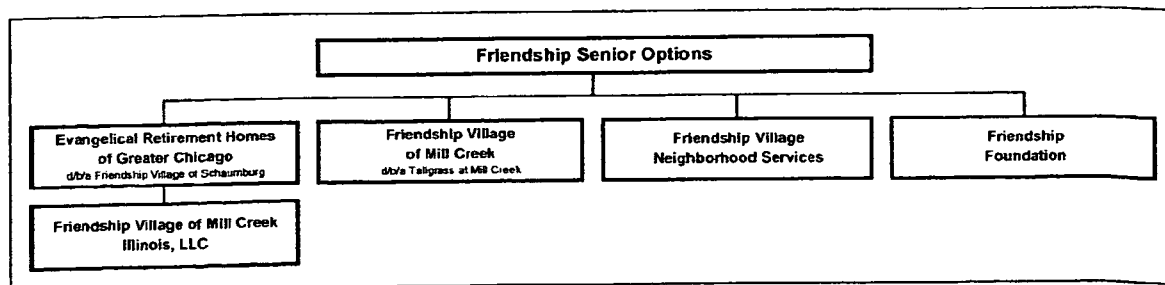 Friendship Senior Options
Evangelical Retirement Homes
of Greater Chicago
d/b/a Friendship Village of Schaumburg
Friendship Village
of Mill Creek
d/b/a Tallgrass at Mill Creek
Friendship Village
Neighborhood Services
Friendship
Foundation
Friendship Village of Mill Creek
Illinois, LLC